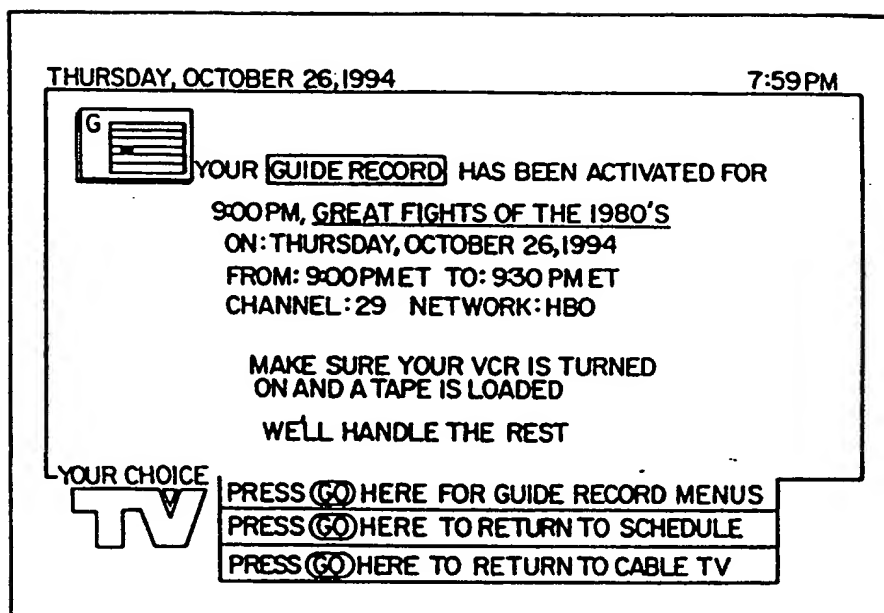 THURSDAY, OCTOBER 26, 1994 7:59 PM
G
YOUR GUIDE RECORD HAS BEEN ACTIVATED FOR
9:00 PM, GREAT FIGHTS OF THE 1980'S
ON: THURSDAY, OCTOBER 26, 1994
FROM: 9:00 PM ET TO: 9:30 PM ET
CHANNEL: 29 NETWORK: HBO
MAKE SURE YOUR VCR IS TURNED
ON AND A TAPE IS LOADED
WE'LL HANDLE THE REST
YOUR CHOICE
TV
PRESS GO HERE FOR GUIDE RECORD MENUS
PRESS GO HERE TO RETURN TO SCHEDULE
PRESS GO HERE TO RETURN TO CABLE TV